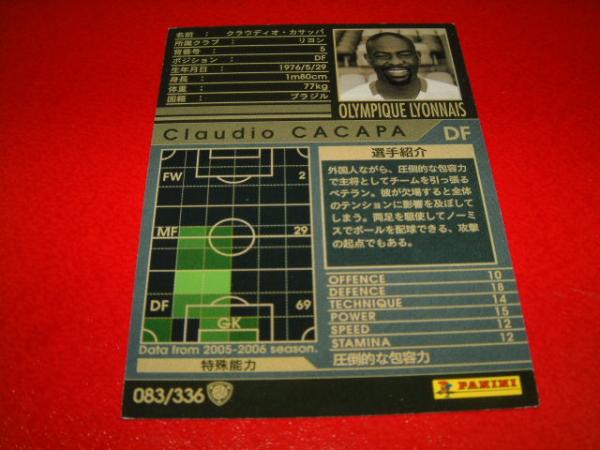 名前 : クラウディオ・カサッパ
所属クラブ : リヨン
背番号 : 5
ポジション : DF
生年月日 : 1976/5/29
身長 : 1m80cm
体重 : 77kg
国籍 : ブラジル
OLYMPIQUE LYONNAIS
Claudio CACAPA DF
FW 2
MF 29
DF 69
GK
Data from 2005-2006 season.
特殊能力
選手紹介
外国人ながら、圧倒的な包容力
で主将としてチームを引っ張る
ベテラン。彼が欠場すると全体
のテンションに影響を及ぼして
しまう。両足を駆使してノーミ
スでボールを配球できる、攻撃
の起点でもある。
OFFENCE 10
DEFENCE 18
TECHNIQUE 14
POWER 15
SPEED 12
STAMINA 12
圧倒的な包容力
083/336
PANINI